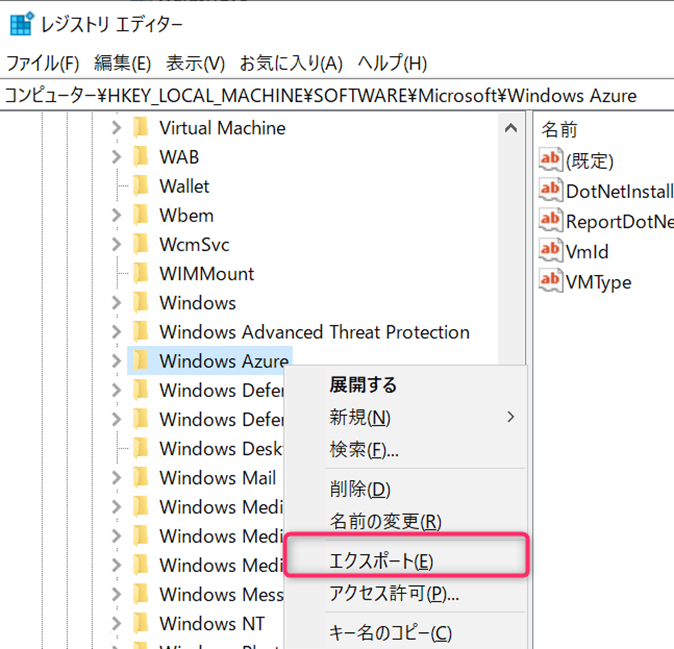 レジストリ エディター
ファイル(F) 編集(E) 表示(V) お気に入り(A) ヘルプ(H)
コンピューター¥HKEY_LOCAL_MACHINE¥SOFTWARE¥Microsoft¥Windows Azure
Virtual Machine
WAB
Wallet
Wbem
WcmSvc
WIMMount
Windows
Windows Advanced Threat Protection
Windows Azure
Windows Defe
Windows Defe
Windows Desk
Windows Mail
Windows Medi
Windows Medi
Windows Medi
Windows Mess
Windows NT
展開する
新規(N)
検索(F)...
削除(D)
名前の変更(R)
エクスポート(E)
アクセス許可(P)...
キー名のコピー(C)
名前
ab (既定)
ab DotNetInstall
ab ReportDotNe
ab VmId
ab VMType